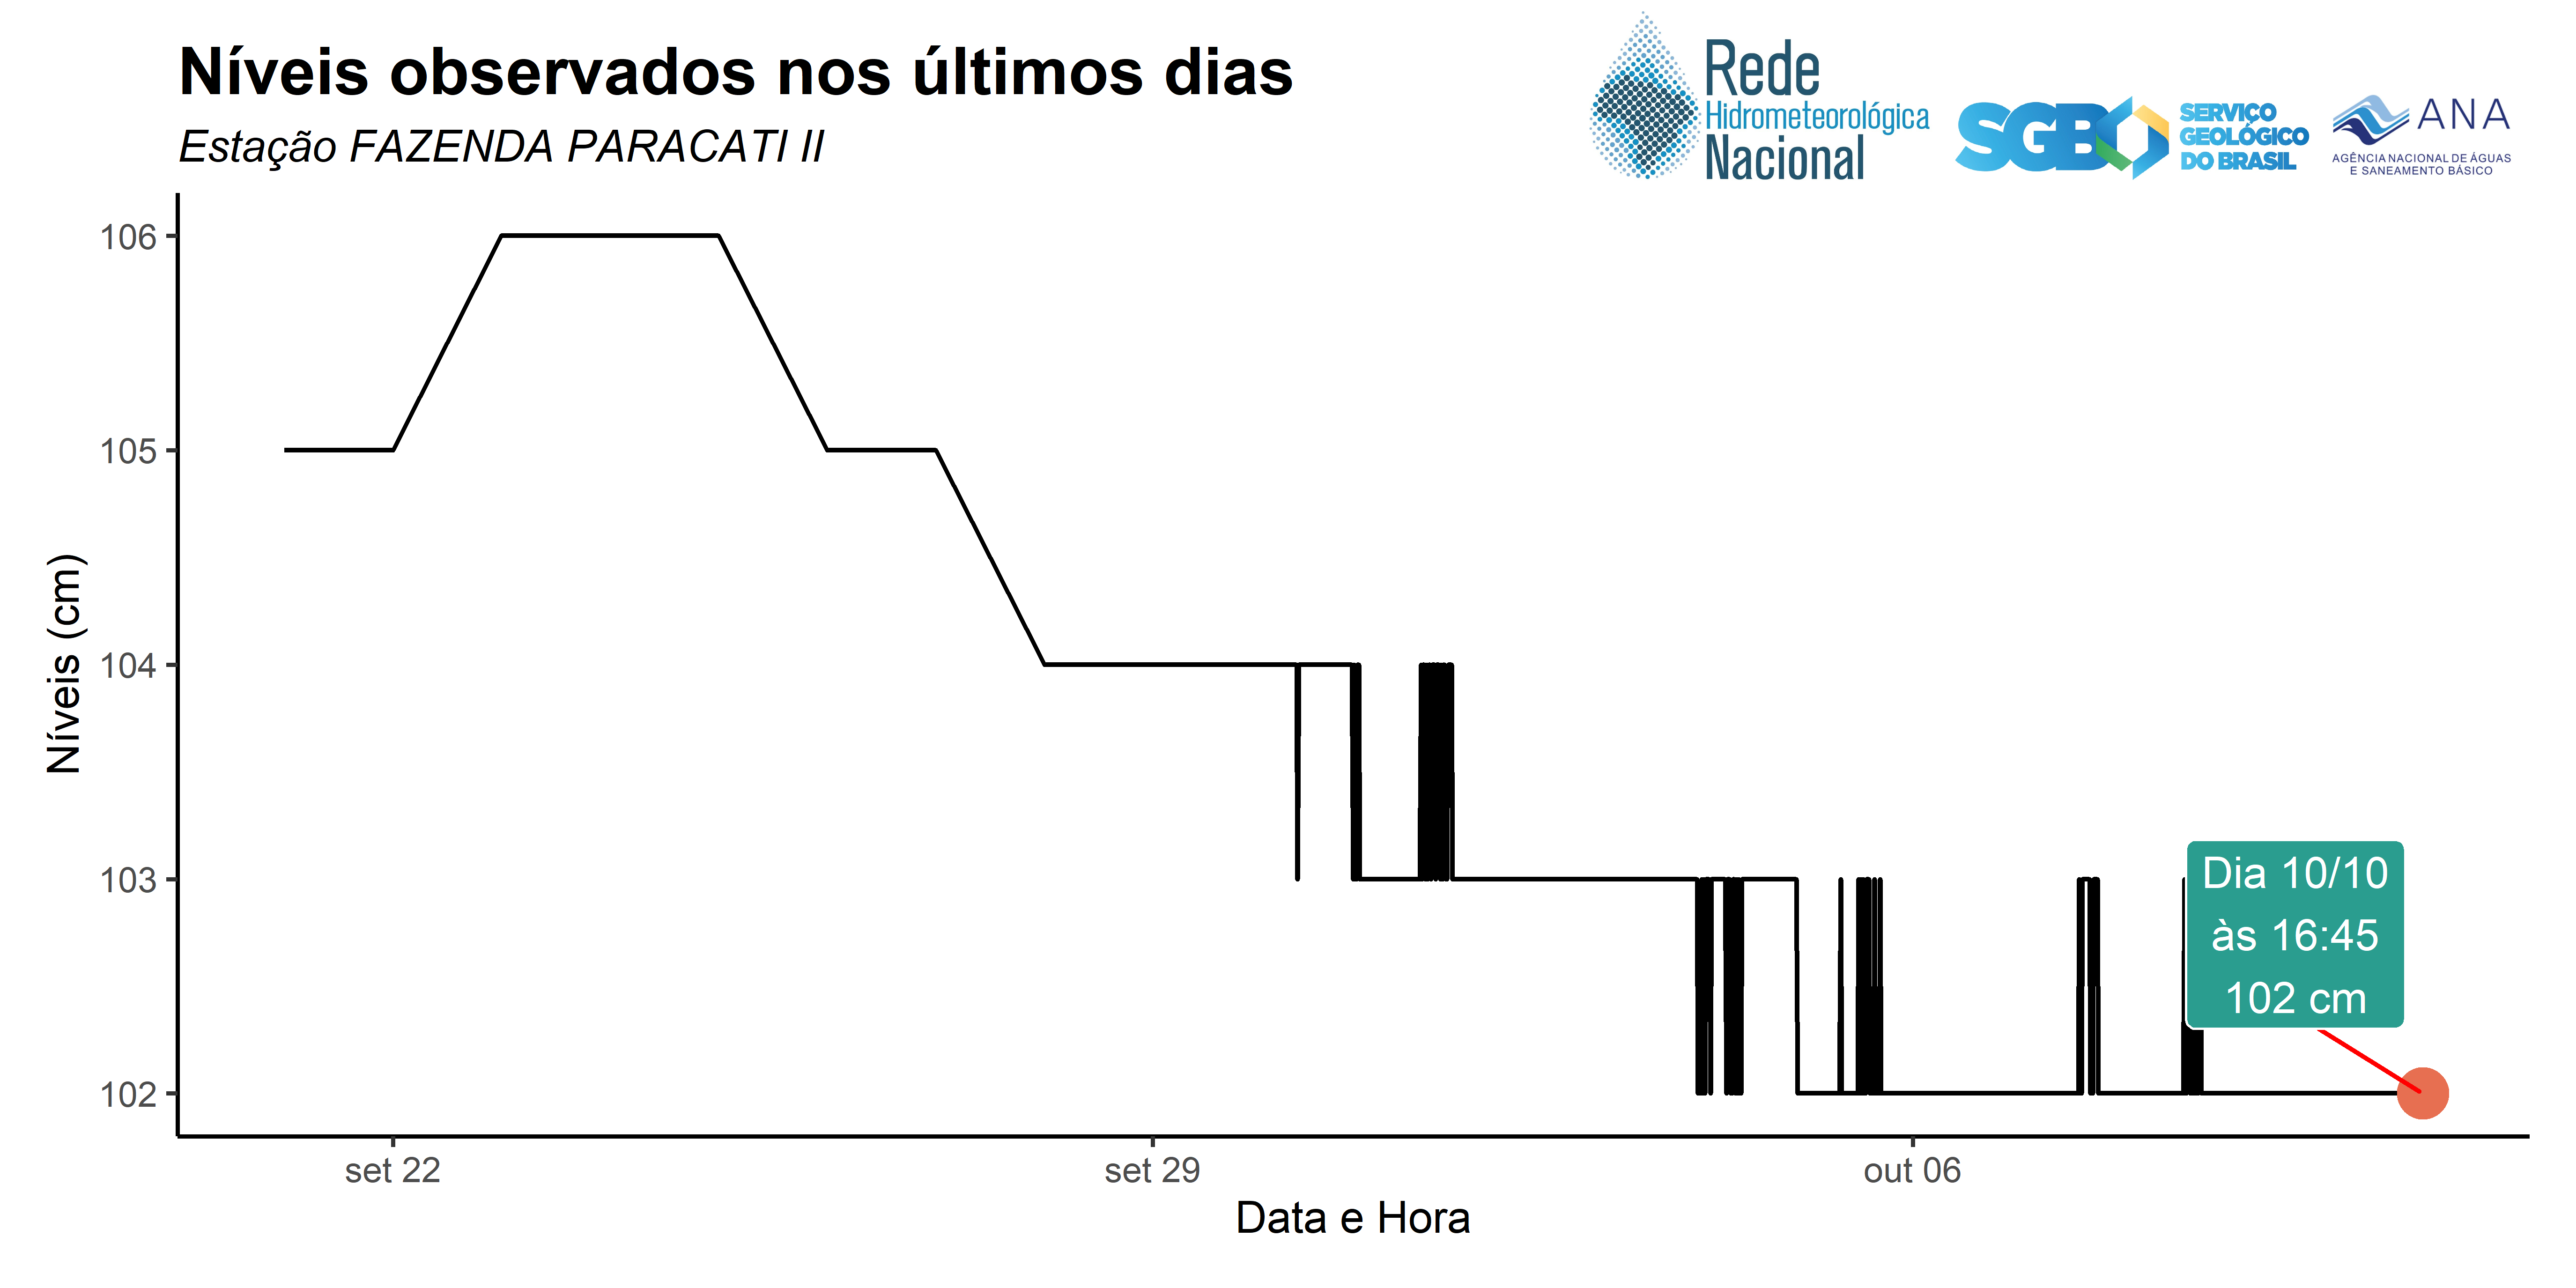 Níveis observados nos últimos dias
Estação FAZENDA PARACATI II
Rede
Hidrometeorológica
Nacional
SGB
SERVIÇO
GEOLÓGICO
DO BRASIL
ANA
AGÊNCIA NACIONAL DE ÁGUAS
E SANEAMENTO BÁSICO
Níveis (cm)
106
105
104
103
102
Dia 10/10
às 16:45
102 cm
set 22
set 29
out 06
Data e Hora